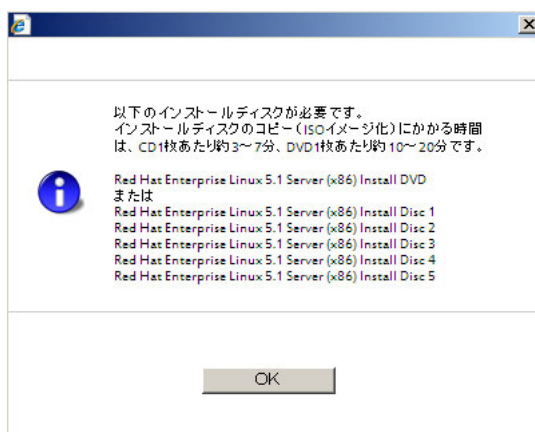 以下のインストールディスクが必要です。
インストールディスクのコピー(ISOイメージ化)にかかる時間
は、CD1枚あたり約3～7分、DVD1枚あたり約10～20分です。
Red Hat Enterprise Linux 5.1 Server (x86) Install DVD
または
Red Hat Enterprise Linux 5.1 Server (x86) Install Disc 1
Red Hat Enterprise Linux 5.1 Server (x86) Install Disc 2
Red Hat Enterprise Linux 5.1 Server (x86) Install Disc 3
Red Hat Enterprise Linux 5.1 Server (x86) Install Disc 4
Red Hat Enterprise Linux 5.1 Server (x86) Install Disc 5
OK